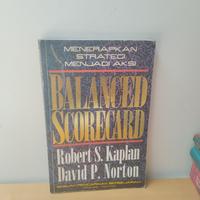 MENERAPKAN
STRATEGI
MENJADI AKSI
BALANCED
SCORECARD
Robert S. Kaplan
David P. Norton